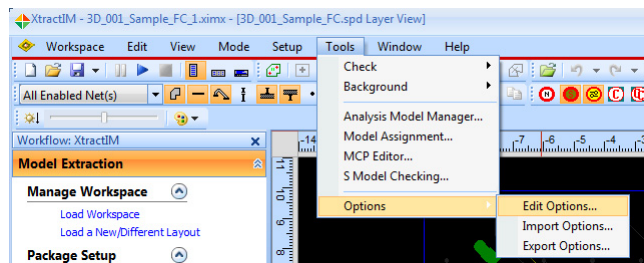 XtractIM - 3D_001_Sample_FC_1.ximx - [3D_001_Sample_FC.spd Layer View]
Workspace Edit View Mode Setup Tools Window Help
Check
All Enabled Net(s)
Background
Analysis Model Manager...
Workflow: XtractIM
Model Assignment...
MCP Editor...
Model Extraction
S Model Checking...
Manage Workspace
Options
Edit Options...
Load Workspace
Import Options...
Load a New/Different Layout
Export Options...
Package Setup